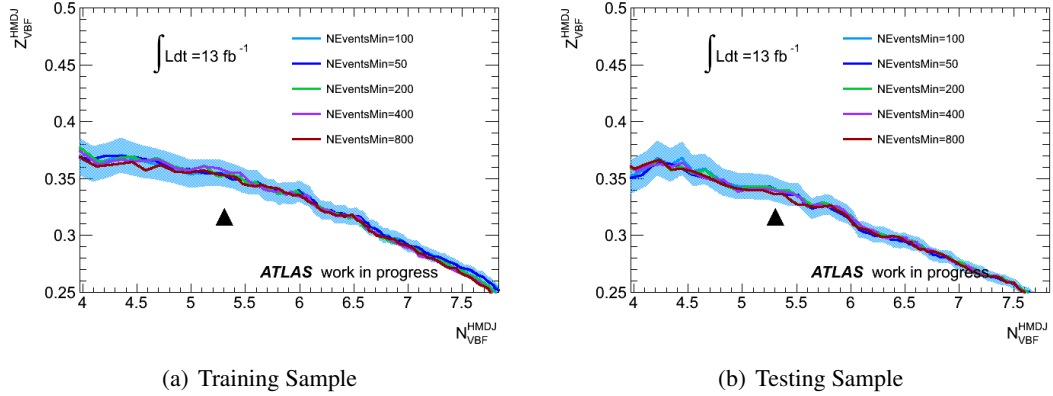 Z_VBF^HMDJ
0.5
0.45
0.4
0.35
0.3
0.25
∫ Ldt =13 fb⁻¹
NEventsMin=100
NEventsMin=50
NEventsMin=200
NEventsMin=400
NEventsMin=800
ATLAS work in progress
4 4.5 5 5.5 6 6.5 7 7.5
N_VBF^HMDJ
(a) Training Sample
Z_VBF^HMDJ
0.5
0.45
0.4
0.35
0.3
0.25
∫ Ldt =13 fb⁻¹
NEventsMin=100
NEventsMin=50
NEventsMin=200
NEventsMin=400
NEventsMin=800
ATLAS work in progress
4 4.5 5 5.5 6 6.5 7 7.5
N_VBF^HMDJ
(b) Testing Sample